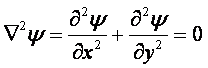 ∇²ψ = ∂²ψ/∂x² + ∂²ψ/∂y² = 0